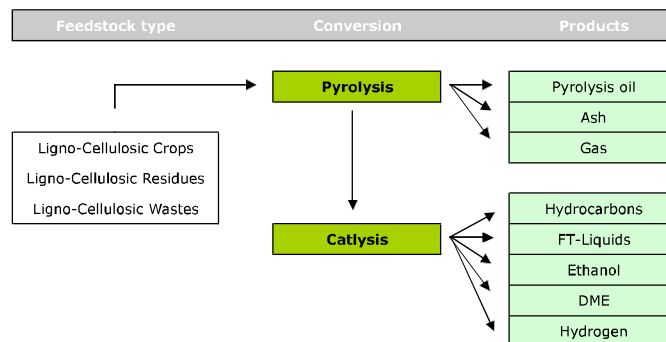 Feedstock type
Conversion
Products
Pyrolysis
Pyrolysis oil
Ash
Gas
Ligno-Cellulosic Crops
Ligno-Cellulosic Residues
Ligno-Cellulosic Wastes
Catlysis
Hydrocarbons
FT-Liquids
Ethanol
DME
Hydrogen